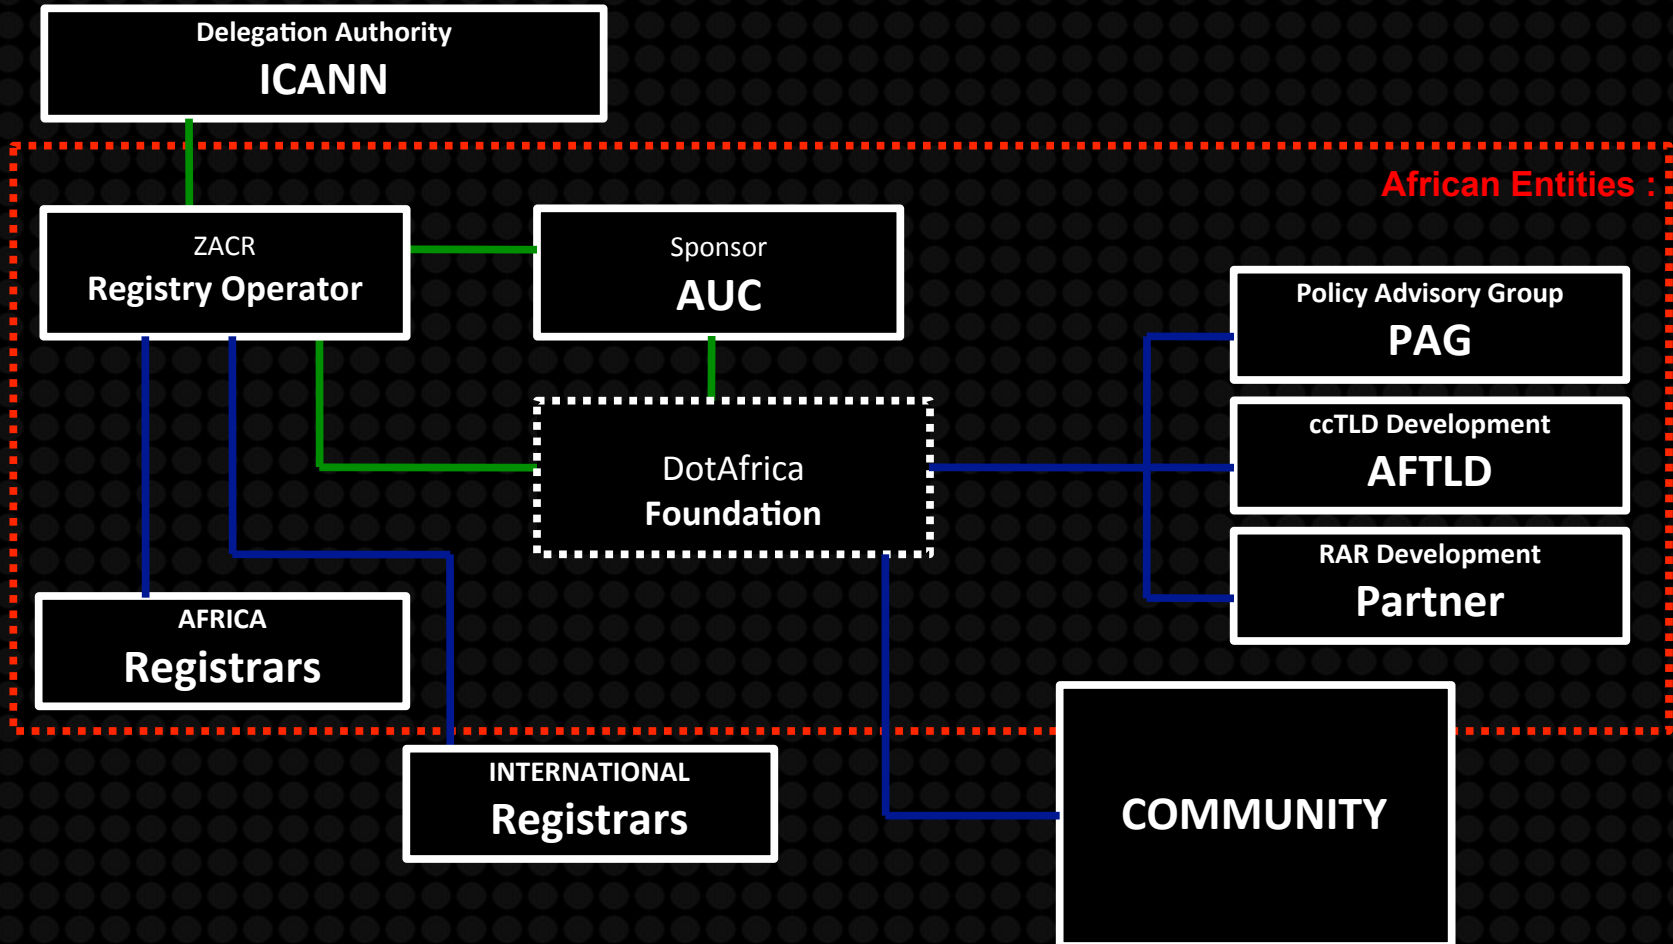 Delegation Authority
ICANN
African Entities :
ZACR
Registry Operator
Sponsor
AUC
Policy Advisory Group
PAG
ccTLD Development
AFTLD
DotAfrica
Foundation
RAR Development
Partner
AFRICA
Registrars
INTERNATIONAL
Registrars
COMMUNITY